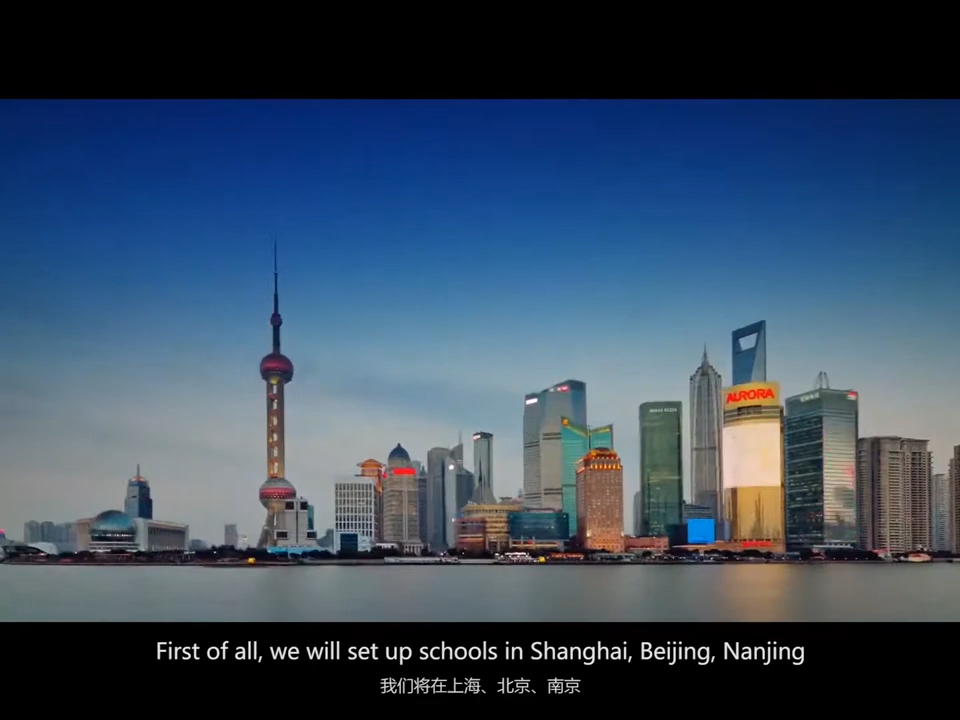 AURORA
First of all, we will set up schools in Shanghai, Beijing, Nanjing
我们将在上海、北京、南京